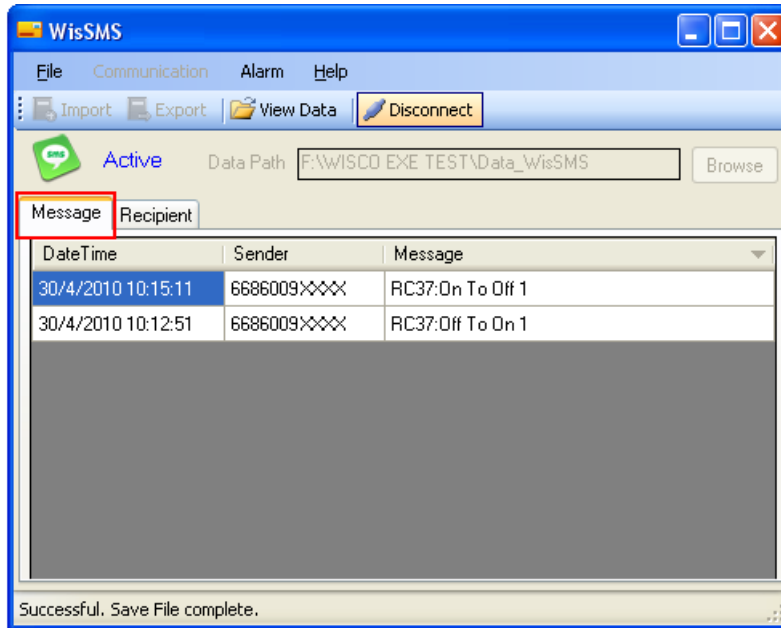 WisSMS
File Communication Alarm Help
Import Export View Data Disconnect
sms Active Data Path F:\WISCO EXE TEST\Data_WisSMS Browse
Message Recipient
DateTime Sender Message
30/4/2010 10:15:11 6686009XXXX RC37:On To Off 1
30/4/2010 10:12:51 6686009XXXX RC37:Off To On 1
Successful. Save File complete.